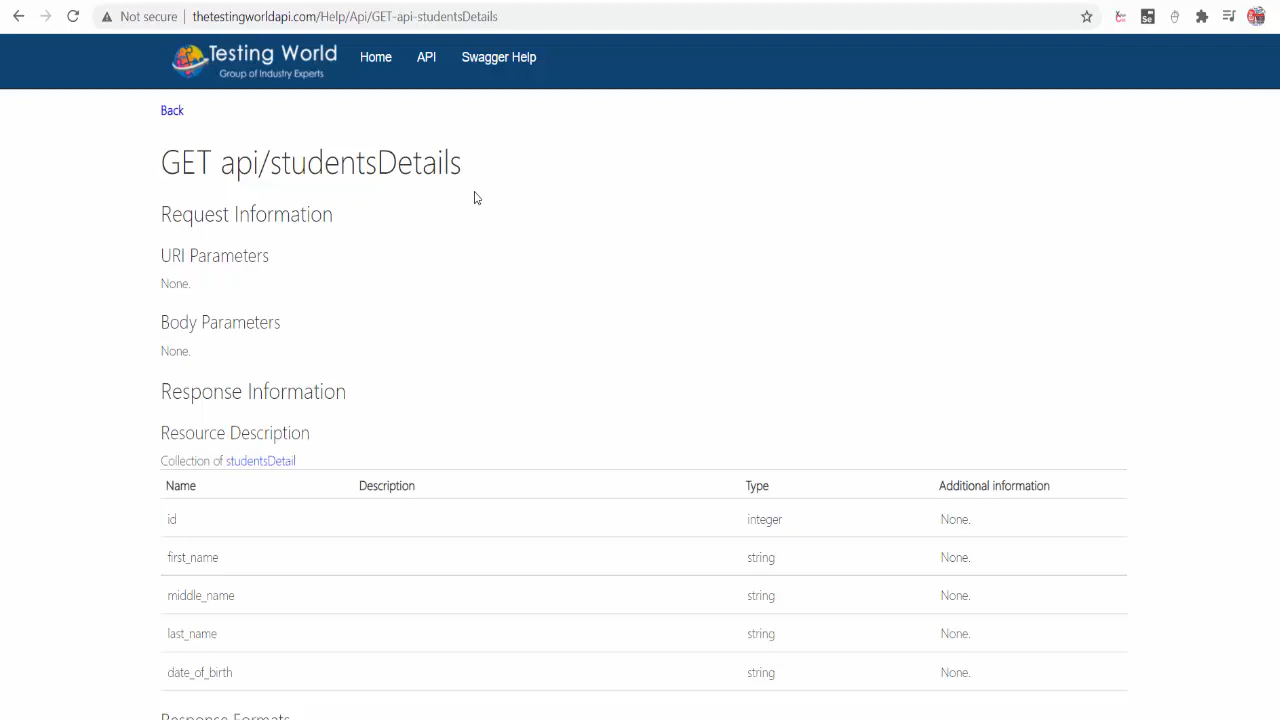 Not secure | thetestingworldapi.com/Help/Api/GET-api-studentsDetails
Se
Testing World
Group of Industry Experts
Home API Swagger Help
Back
GET api/studentsDetails
Request Information
URI Parameters
None.
Body Parameters
None.
Response Information
Resource Description
Collection of studentsDetail
Name Description Type Additional information
id integer None.
first_name string None.
middle_name string None.
last_name string None.
date_of_birth string None.
Response Formats